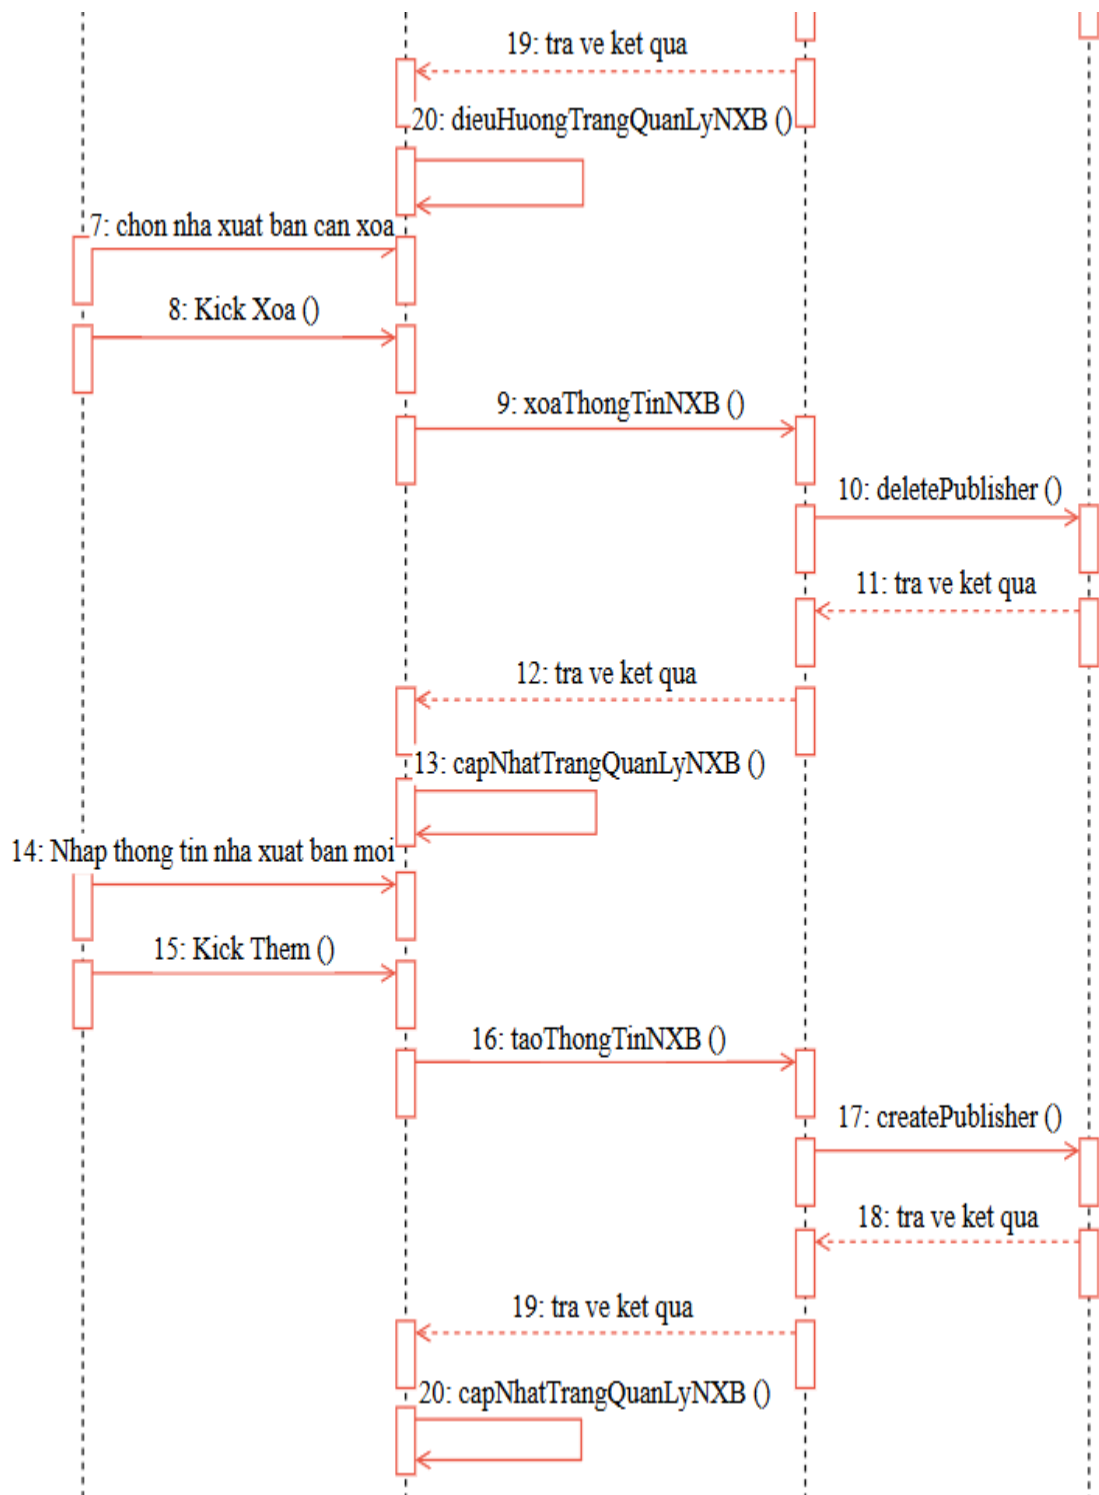 19: tra ve ket qua
20: dieuHuongTrangQuanLyNXB ()
7: chon nha xuat ban can xoa
8: Kick Xoa ()
9: xoaThongTinNXB ()
10: deletePublisher ()
11: tra ve ket qua
12: tra ve ket qua
13: capNhatTrangQuanLyNXB ()
14: Nhap thong tin nha xuat ban moi
15: Kick Them ()
16: taoThongTinNXB ()
17: createPublisher ()
18: tra ve ket qua
19: tra ve ket qua
20: capNhatTrangQuanLyNXB ()